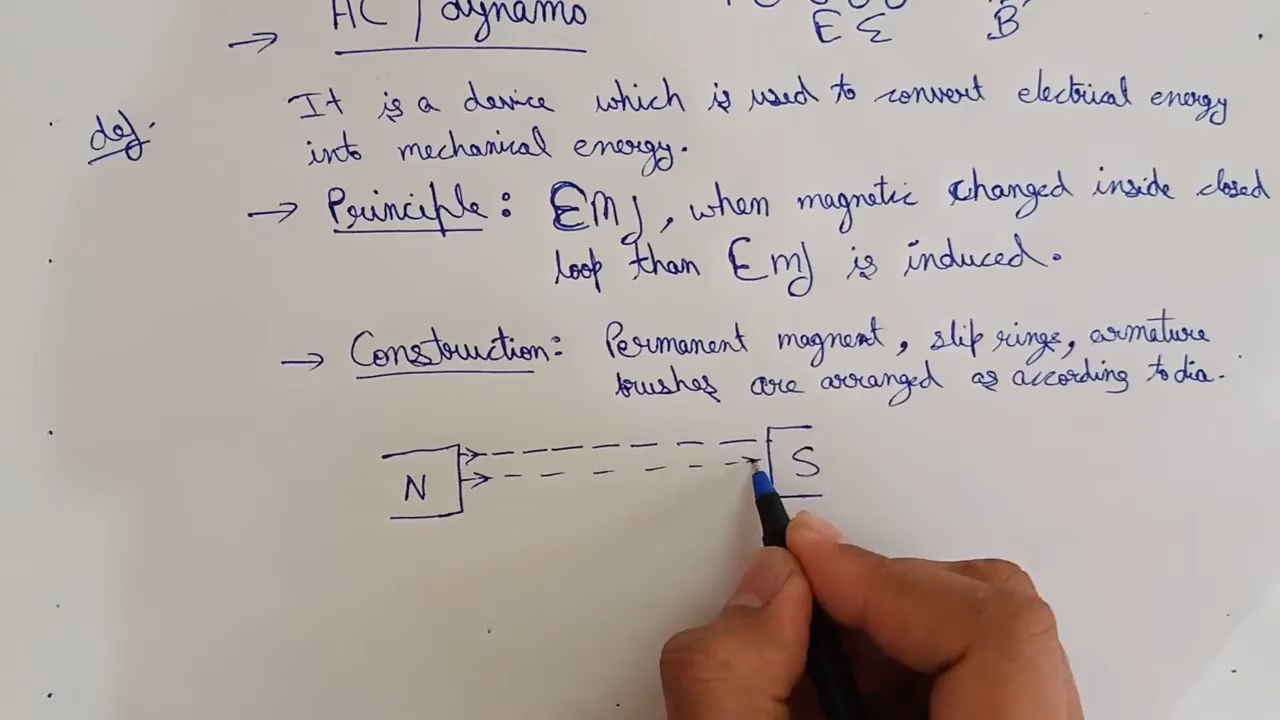 AC / dynamo
E E B
def.
It is a device which is used to convert electrical energy
into mechanical energy.
→ Principle: Emf, when magnetic changed inside closed
loop than Emf is induced.
→ Construction: Permanent magnent, slip rings, armature
brushes are arranged as according to dia.
N S